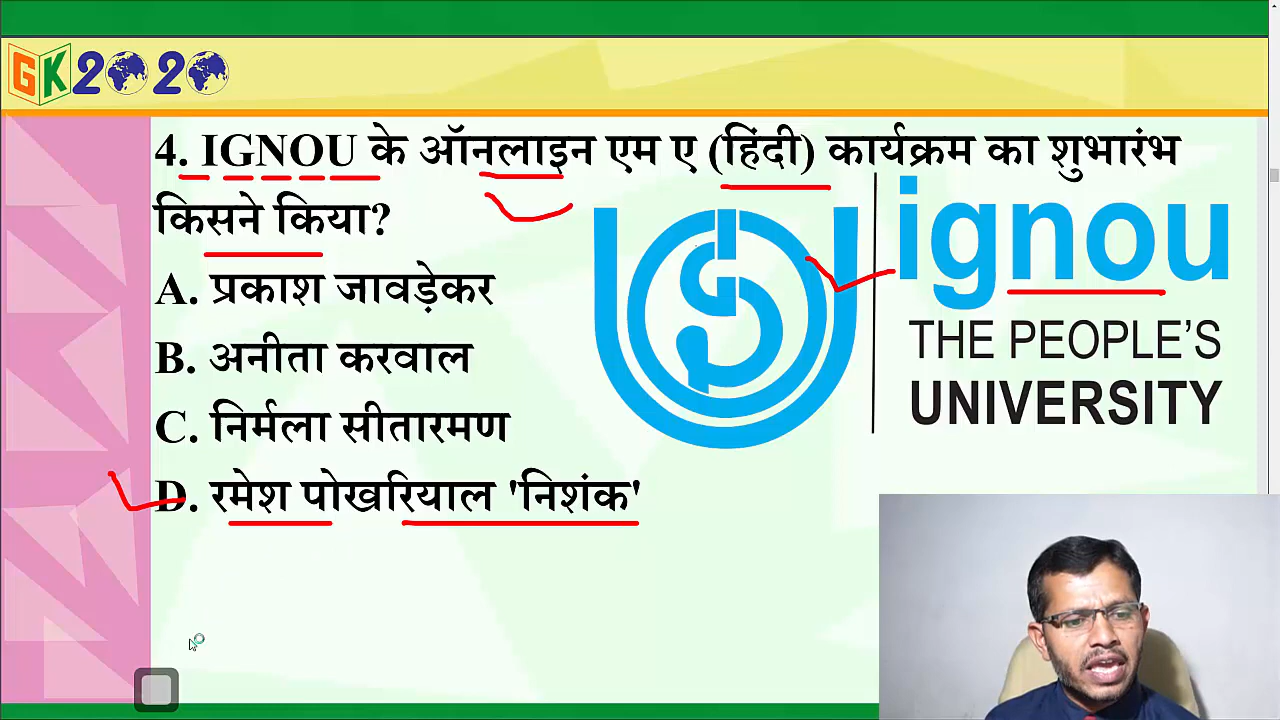 GK2020
4. IGNOU के ऑनलाइन एम ए (हिंदी) कार्यक्रम का शुभारंभ
किसने किया?
A. प्रकाश जावड़ेकर
B. अनीता करवाल
C. निर्मला सीतारमण
D. रमेश पोखरियाल 'निशंक'
ignou
THE PEOPLE'S
UNIVERSITY